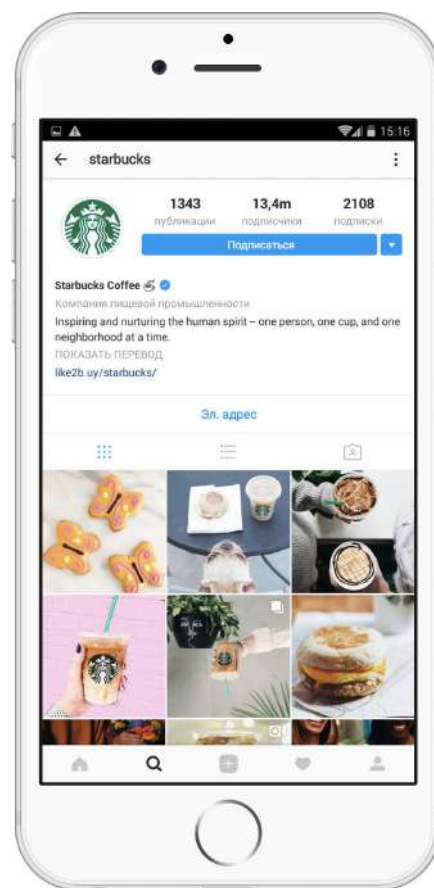 15:16
starbucks
1343 13,4m 2108
публикации подписчики подписки
Подписаться
Starbucks Coffee
Компания пищевой промышленности
Inspiring and nurturing the human spirit – one person, one cup, and one
neighborhood at a time.
ПОКАЗАТЬ ПЕРЕВОД
like2b.uy/starbucks/
Эл. адрес